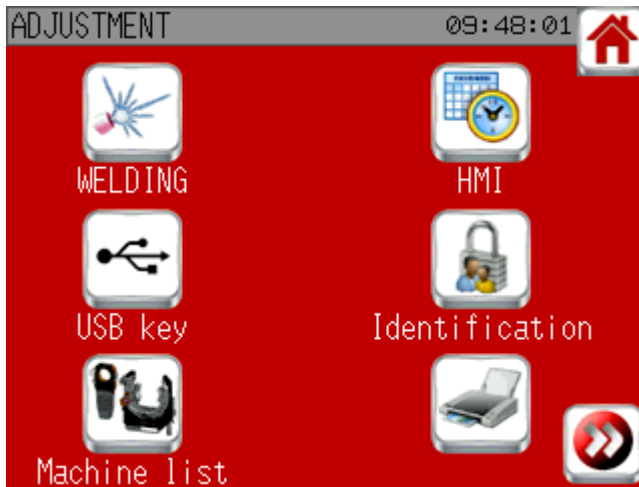 ADJUSTMENT 09:48:01
WELDING HMI
USB key Identification
Machine list